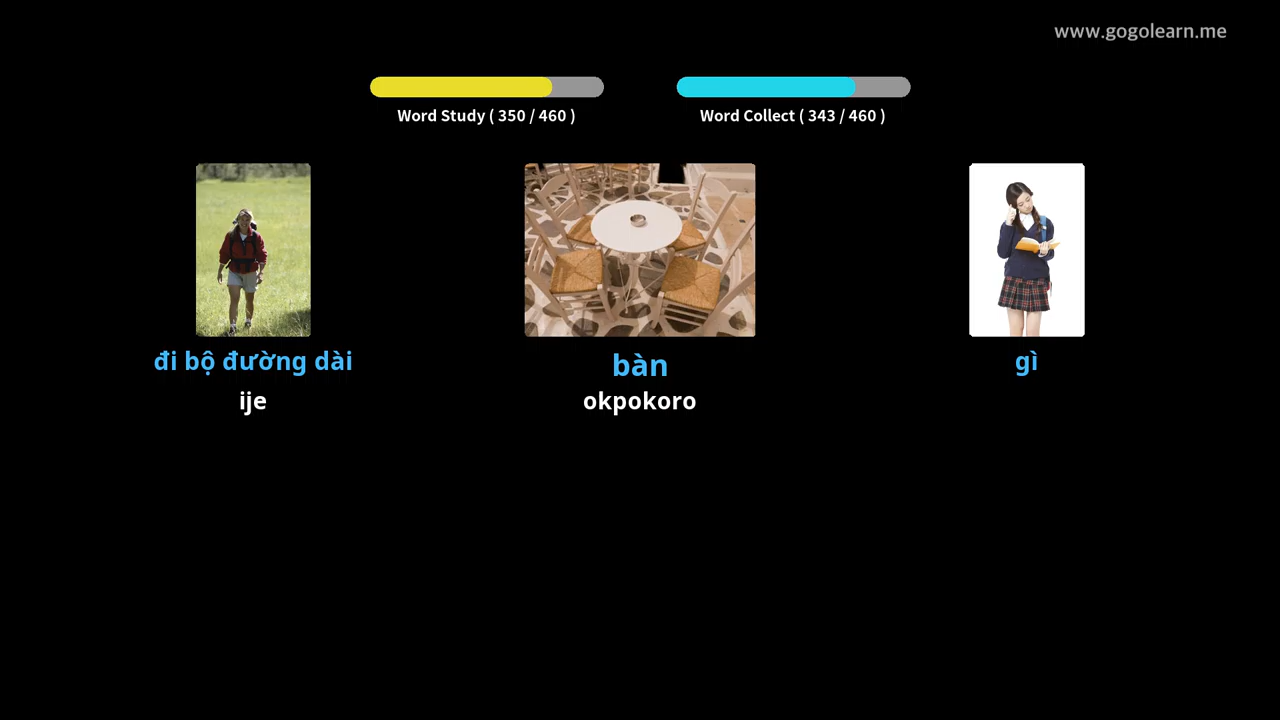 www.gogolearn.me
Word Study ( 350 / 460 )
Word Collect ( 343 / 460 )
đi bộ đường dài
ije
bàn
okpokoro
gì